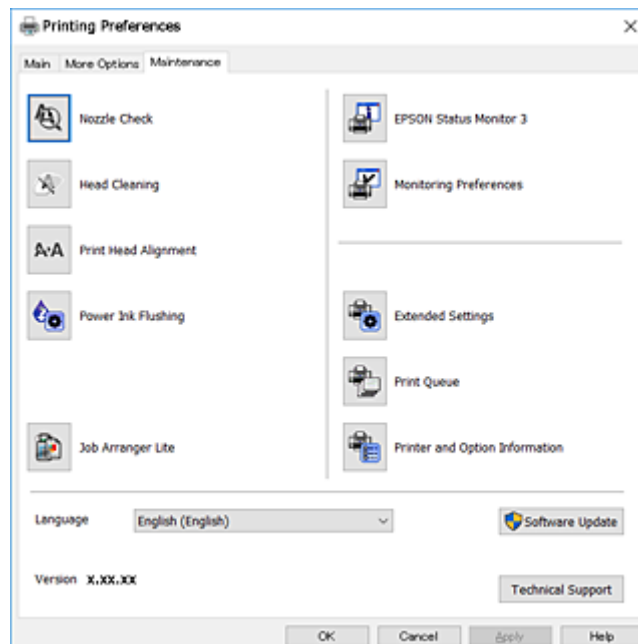 Printing Preferences
Main More Options Maintenance
Nozzle Check
EPSON Status Monitor 3
Head Cleaning
Monitoring Preferences
A·A Print Head Alignment
Power Ink Flushing
Extended Settings
Print Queue
Job Arranger Lite
Printer and Option Information
Language English (English) Software Update
Version X.XX.XX
Technical Support
OK Cancel Apply Help